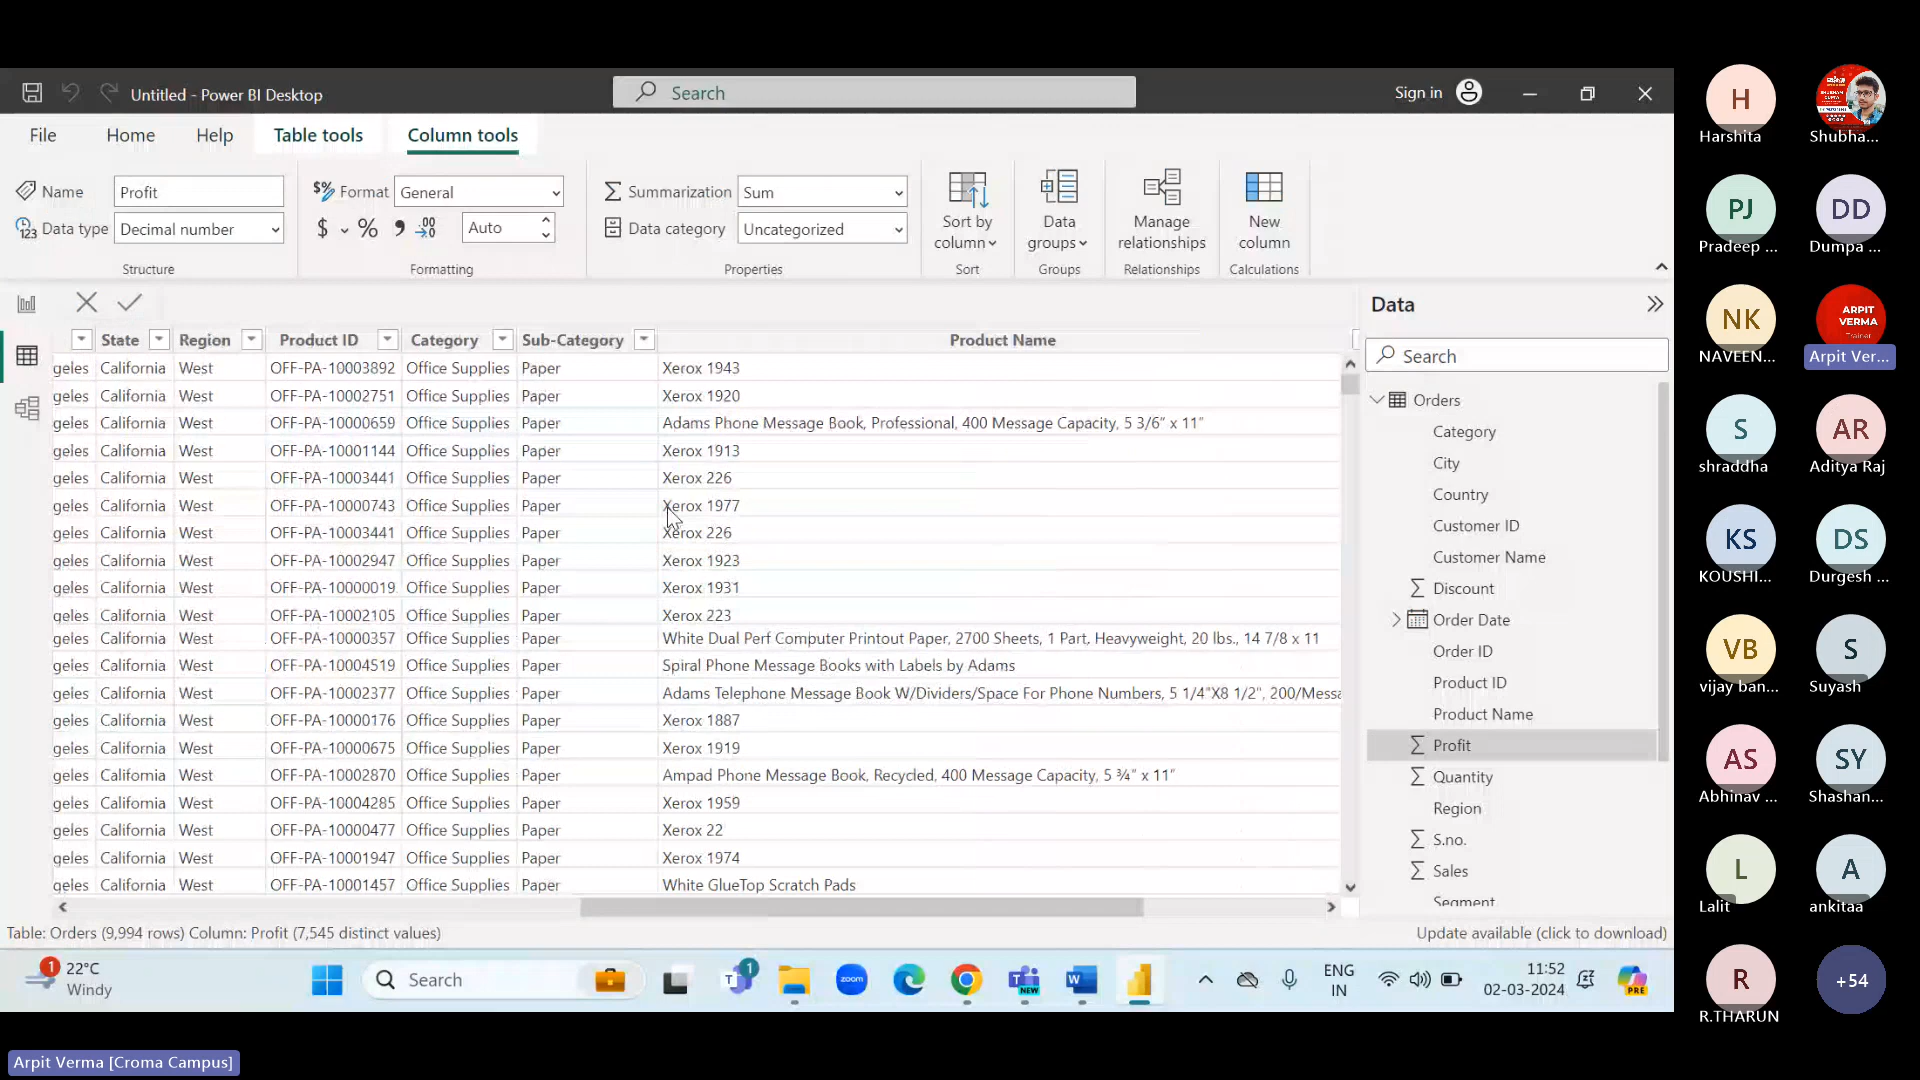 Untitled - Power BI Desktop
Search
Sign in
File
Home
Help
Table tools
Column tools
Name
Profit
Data type
Decimal number
Structure
Format
General
$
%
Auto
Formatting
Summarization
Sum
Data category
Uncategorized
Properties
Sort by column
Sort
Data groups
Groups
Manage relationships
Relationships
New column
Calculations
State Region Product ID Category Sub-Category Product Name
geles California West OFF-PA-10003892 Office Supplies Paper Xerox 1943
geles California West OFF-PA-10002751 Office Supplies Paper Xerox 1920
geles California West OFF-PA-10000659 Office Supplies Paper Adams Phone Message Book, Professional, 400 Message Capacity, 5 3/6” x 11”
geles California West OFF-PA-10001144 Office Supplies Paper Xerox 1913
geles California West OFF-PA-10003441 Office Supplies Paper Xerox 226
geles California West OFF-PA-10000743 Office Supplies Paper Xerox 1977
geles California West OFF-PA-10003441 Office Supplies Paper Xerox 226
geles California West OFF-PA-10002947 Office Supplies Paper Xerox 1923
geles California West OFF-PA-10000019 Office Supplies Paper Xerox 1931
geles California West OFF-PA-10002105 Office Supplies Paper Xerox 223
geles California West OFF-PA-10000357 Office Supplies Paper White Dual Perf Computer Printout Paper, 2700 Sheets, 1 Part, Heavyweight, 20 lbs., 14 7/8 x 11
geles California West OFF-PA-10004519 Office Supplies Paper Spiral Phone Message Books with Labels by Adams
geles California West OFF-PA-10002377 Office Supplies Paper Adams Telephone Message Book W/Dividers/Space For Phone Numbers, 5 1/4"X8 1/2", 200/Messa
geles California West OFF-PA-10000176 Office Supplies Paper Xerox 1887
geles California West OFF-PA-10000675 Office Supplies Paper Xerox 1919
geles California West OFF-PA-10002870 Office Supplies Paper Ampad Phone Message Book, Recycled, 400 Message Capacity, 5 ¾” x 11”
geles California West OFF-PA-10004285 Office Supplies Paper Xerox 1959
geles California West OFF-PA-10000477 Office Supplies Paper Xerox 22
geles California West OFF-PA-10001947 Office Supplies Paper Xerox 1974
geles California West OFF-PA-10001457 Office Supplies Paper White GlueTop Scratch Pads
Table: Orders (9,994 rows) Column: Profit (7,545 distinct values)
Update available (click to download)
Data
Search
Orders
Category
City
Country
Customer ID
Customer Name
Discount
Order Date
Order ID
Product ID
Product Name
Profit
Quantity
Region
S.no.
Sales
Segment
1
22°C
Windy
Search
zoom
1
NEW
ENG
IN
11:52
02-03-2024
PRE
H
Harshita
Shubha...
PJ
Pradeep ...
DD
Dumpa ...
NK
NAVEEN...
ARPIT
VERMA
Trainer
Arpit Ver...
S
shraddha
AR
Aditya Raj
KS
KOUSHI...
DS
Durgesh ...
VB
vijay ban...
S
Suyash
AS
Abhinav ...
SY
Shashan...
L
Lalit
A
ankitaa
R
R.THARUN
+54
Arpit Verma [Croma Campus]